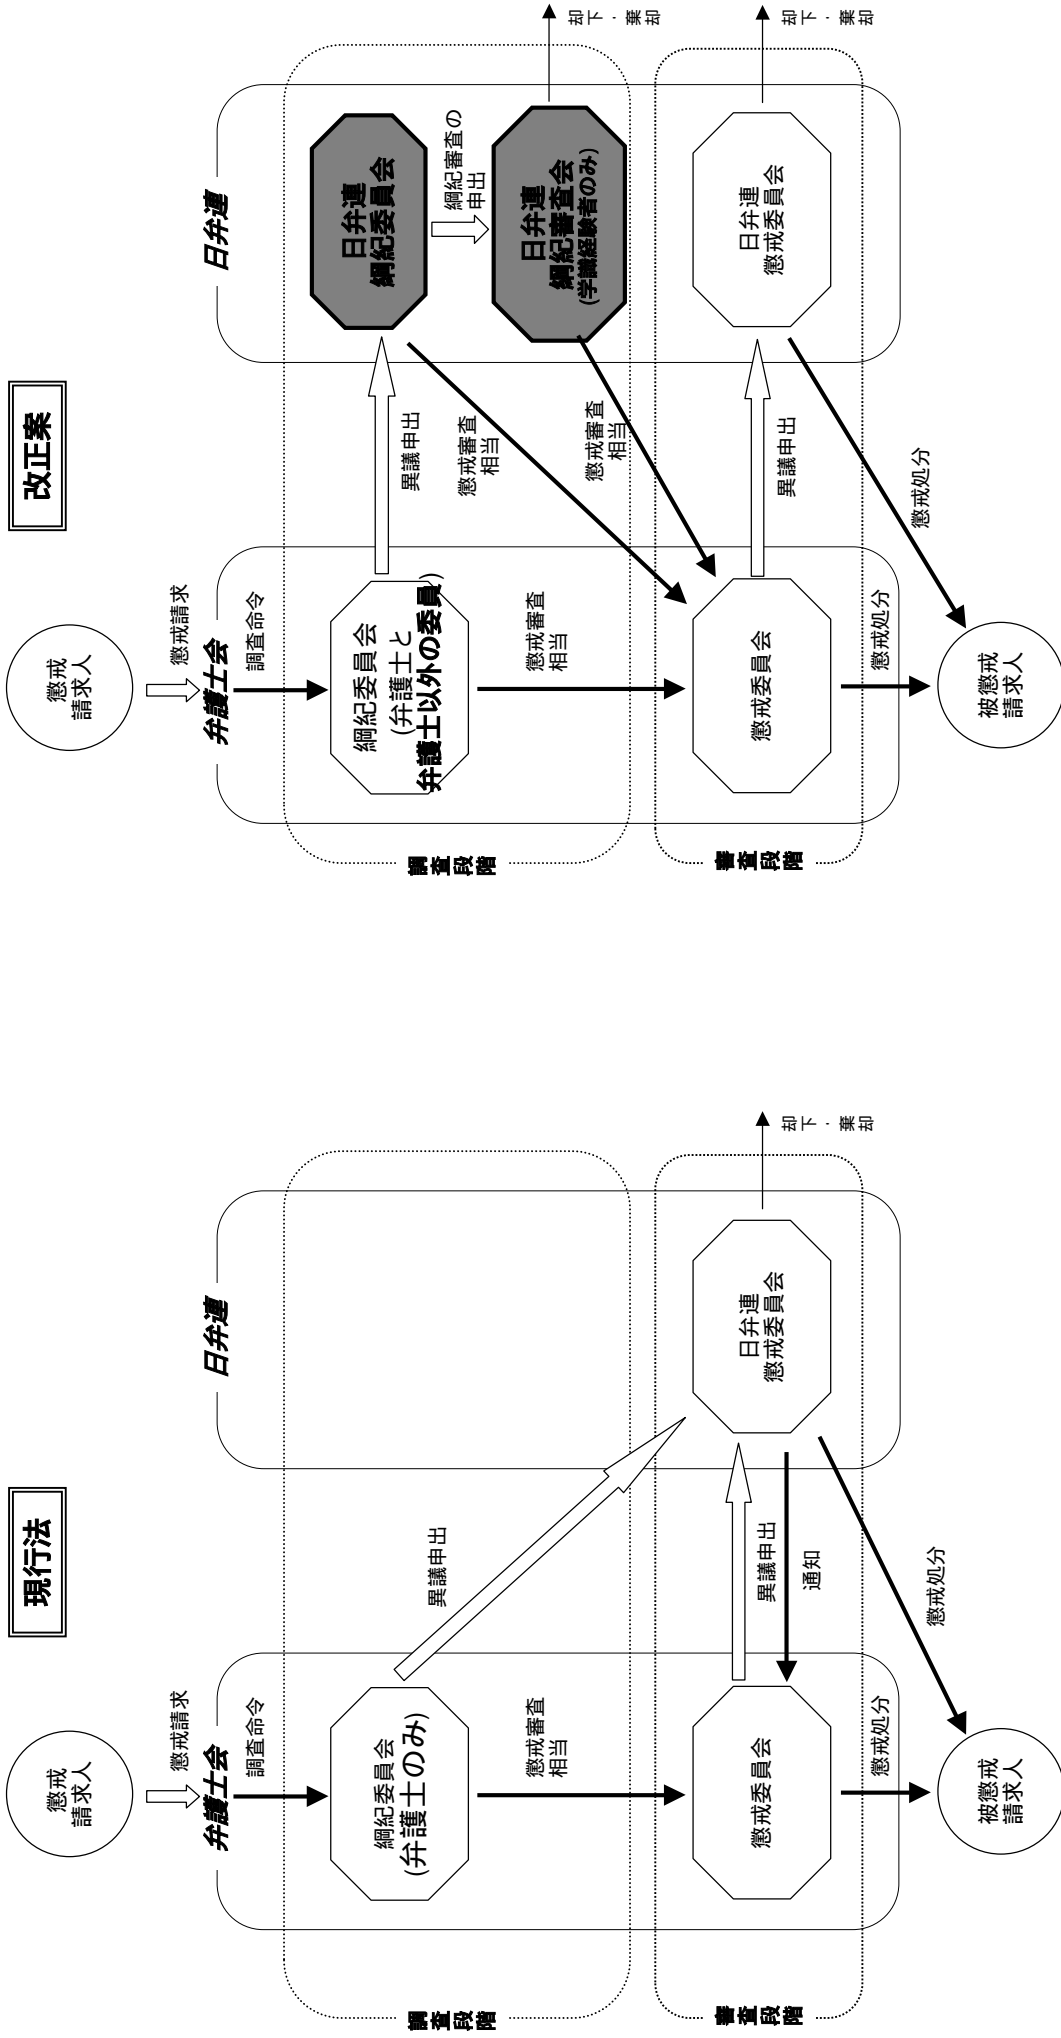 現行法
懲戒
請求人
懲戒請求
弁護士会
調査命令
日弁連
調査段階
綱紀委員会
(弁護士のみ)
異議申出
懲戒審査
相当
審査段階
懲戒委員会
異議申出
通知
日弁連
懲戒委員会
却下・棄却
懲戒処分
懲戒処分
被懲戒
請求人
改正案
懲戒
請求人
懲戒請求
弁護士会
調査命令
日弁連
調査段階
綱紀委員会
(弁護士と
弁護士以外の委員)
異議申出
日弁連
綱紀委員会
綱紀審査の
申出
日弁連
綱紀審査会
(学識経験者のみ)
却下・棄却
懲戒審査
相当
懲戒審査
相当
懲戒審査
相当
審査段階
懲戒委員会
異議申出
日弁連
懲戒委員会
却下・棄却
懲戒処分
懲戒処分
被懲戒
請求人